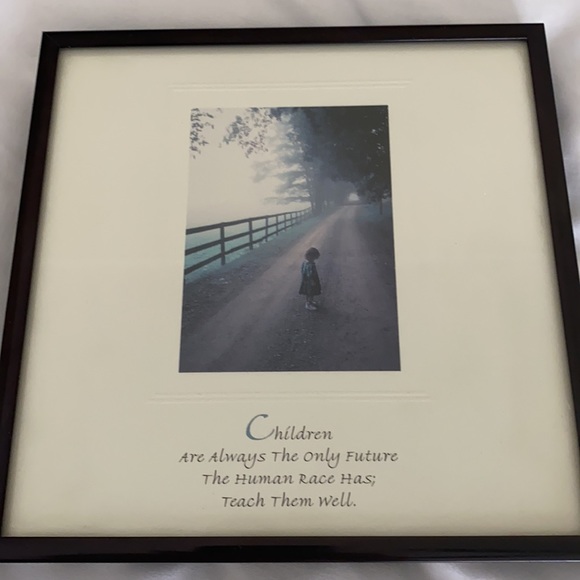 Children
Are Always The Only Future
The Human Race Has;
Teach Them Well.